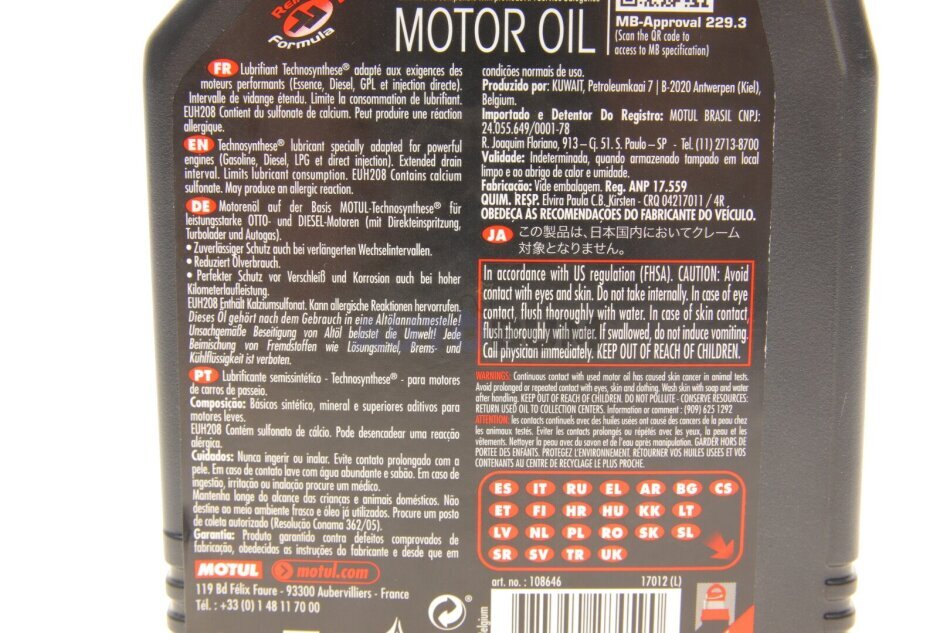 Formula
MOTOR OIL
MB-Approval 229.3
(Scan the QR code to
access to MB specification)
FR Lubrifiant Technosynthese® adapté aux exigences des
moteurs performants (Essence, Diesel, GPL et injection directe).
Intervalle de vidange étendu. Limite la consommation de lubrifiant.
EUH208 Contient du sulfonate de calcium. Peut produire une réaction
allergique.
EN Technosynthese® lubricant specially adapted for powerful
engines (Gasoline, Diesel, LPG et direct injection). Extended drain
interval. Limits lubricant consumption. EUH208 Contains calcium
sulfonate. May produce an allergic reaction.
DE Motorenöl auf der Basis MOTUL-Technosynthese® für
leistungsstarke OTTO- und DIESEL-Motoren (mit Direkteinspritzung,
Turbolader und Autogas).
• Zuverlässiger Schutz auch bei verlängerten Wechselintervallen.
• Reduziert Ölverbrauch.
• Perfekter Schutz vor Verschleiß und Korrosion auch bei hoher
Kilometerlaufleistung.
EUH208 Enthält Kalziumsulfonat. Kann allergische Reaktionen hervorrufen.
Dieses Öl gehört nach dem Gebrauch in eine Altölannahmestelle!
Unsachgemäße Beseitigung von Altöl belastet die Umwelt! Jede
Beimischung von Fremdstoffen wie Lösungsmittel, Brems- und
Kühlflüssigkeit ist verboten.
PT Lubrificante semissintético - Technosynthese® - para motores
de carros de passeio.
Composição: Básicos sintético, mineral e superiores aditivos para
motores leves.
EUH208 Contém sulfonato de cálcio. Pode desencadear uma reacção
alérgica.
Cuidados: Nunca ingerir ou inalar. Evite contato prolongado com a
pele. Em caso de contato lave com água abundante e sabão. Em caso de
ingestão, irritação ou inalação procure um médico.
Mantenha longe do alcance das crianças e animais domésticos. Não
destine ao meio ambiente frasco e óleo já utilizados. Procure um posto
de coleta autorizado (Resolução Conama 362/05).
Garantia: Produto garantido contra defeitos comprovados de
fabricação, obedecidas as instruções do fabricante e desde que em
MOTUL motul.com
119 Bd Félix Faure - 93300 Aubervilliers - France
Tél. : +33 (0) 1 48 11 70 00
condições normais de uso.
Produzido por: KUWAIT, Petroleumkaai 7 | B-2020 Antwerpen (Kiel),
Belgium.
Importado e Detentor Do Registro: MOTUL BRASIL CNPJ:
24.055.649/0001-78
R. Joaquim Floriano, 913 – Cj. 51. S. Paulo – SP - Tel. (11) 2713-8700
Validade: Indeterminada, quando armazenado tampado em local
limpo e ao abrigo de calor e umidade.
Fabricação: Vide embalagem. Reg. ANP 17.559
QUIM. RESP. Elvira Paula C.B. Kirsten - CRQ 04217011 / 4R
OBEDEÇA AS RECOMENDAÇÕES DO FABRICANTE DO VEÍCULO.
JA この製品は、日本国内においてクレーム
対象となりません。
In accordance with US regulation (FHSA). CAUTION: Avoid
contact with eyes and skin. Do not take internally. In case of eye
contact, flush thoroughly with water. In case of skin contact,
flush thoroughly with water. If swallowed, do not induce vomiting.
Call physician immediately. KEEP OUT OF REACH OF CHILDREN.
WARNINGS: Continuous contact with used motor oil has caused skin cancer in animal tests.
Avoid prolonged or repeated contact with eyes, skin and clothing. Wash skin with soap and water
after handling. KEEP OUT OF REACH OF CHILDREN. DO NOT POLLUTE - CONSERVE RESOURCES:
RETURN USED OIL TO COLLECTION CENTERS. Information or comment : (909) 625 1292
ATTENTION: les contacts continuels avec des huiles usées ont causé des cancers de la peau chez
les animaux testés. Eviter les contacts prolongés ou répétés avec les yeux, la peau et les
vêtements. Nettoyer la peau avec du savon et de l'eau après manipulation. GARDER HORS DE
PORTEE DES ENFANTS. PROTEGEZ L'ENVIRONNEMENT. RETOURNER VOS HUILES USEES ET VOS
CONTENANTS AU CENTRE DE RECYCLAGE LE PLUS PROCHE.
ES IT RU EL AR BG CS
ET FI HR HU KK LT
LV NL PL RO SK SL
SR SV TR UK
art. no. : 108646 17012 (L)
Belgium